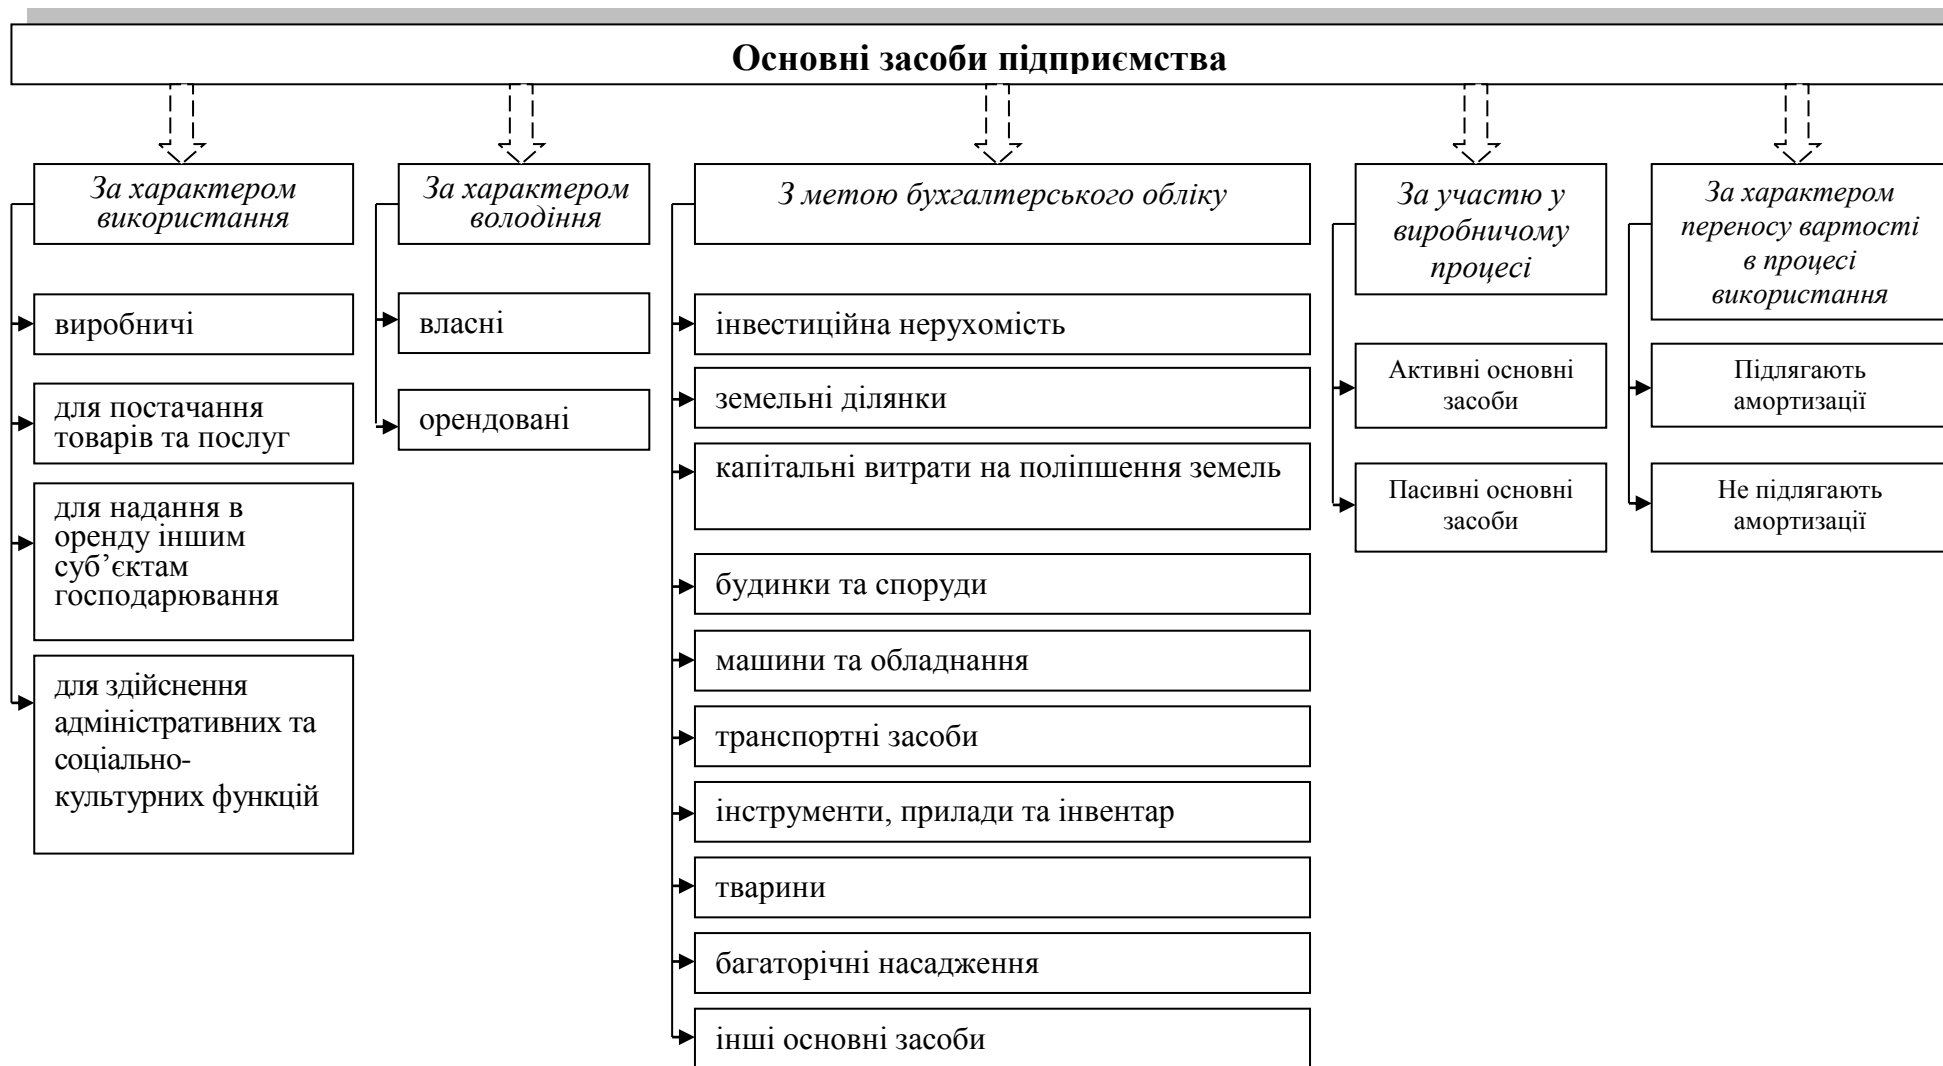 Основні засоби підприємства
За характером
використання
виробничі
для постачання
товарів та послуг
для надання в
оренду іншим
суб’єктам
господарювання
для здійснення
адміністративних та
соціально-
культурних функцій
За характером
володіння
власні
орендовані
З метою бухгалтерського обліку
інвестиційна нерухомість
земельні ділянки
капітальні витрати на поліпшення земель
будинки та споруди
машини та обладнання
транспортні засоби
інструменти, прилади та інвентар
тварини
багаторічні насадження
інші основні засоби
За участю у
виробничому
процесі
Активні основні
засоби
Пасивні основні
засоби
За характером
переносу вартості
в процесі
використання
Підлягають
амортизації
Не підлягають
амортизації